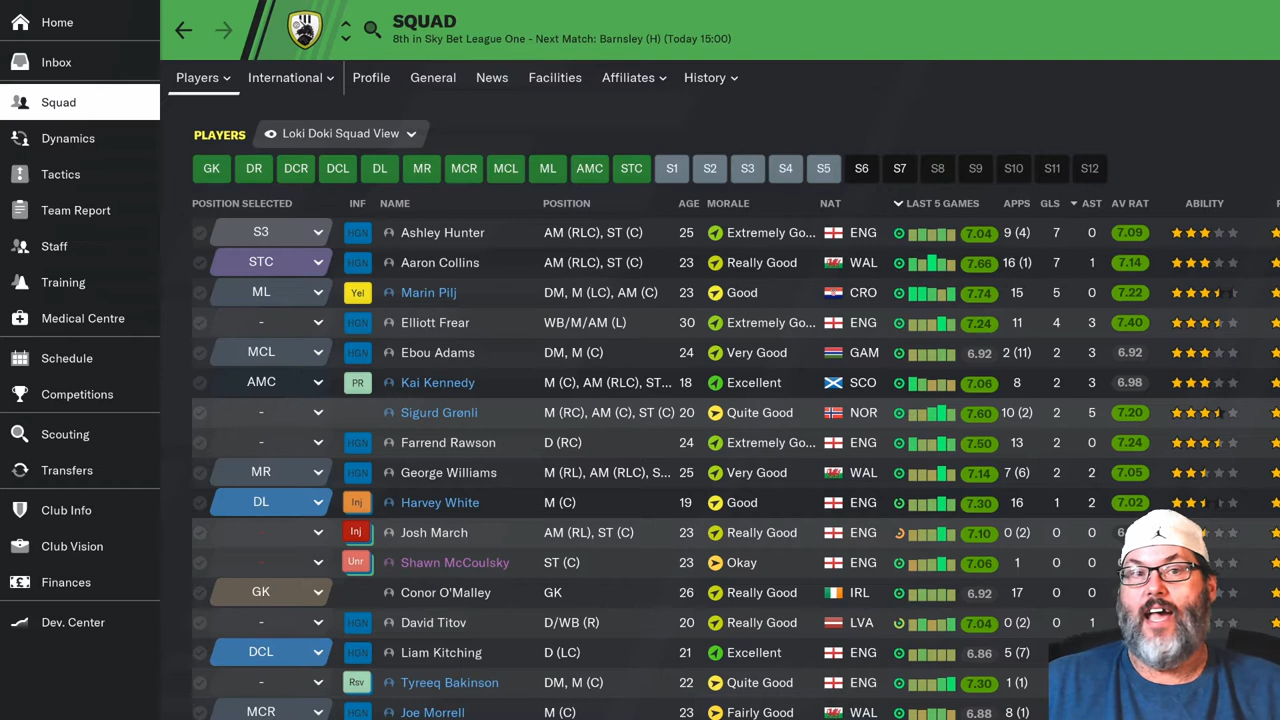 Home
Inbox
Squad
Dynamics
Tactics
Team Report
Staff
Training
Medical Centre
Schedule
Competitions
Scouting
Transfers
Club Info
Club Vision
Finances
Dev. Center
SQUAD
8th in Sky Bet League One - Next Match: Barnsley (H) (Today 15:00)
Players International Profile General News Facilities Affiliates History
PLAYERS Loki Doki Squad View
GK DR DCR DCL DL MR MCR MCL ML AMC STC S1 S2 S3 S4 S5 S6 S7 S8 S9 S10 S11 S12
POSITION SELECTED INF NAME POSITION AGE MORALE NAT LAST 5 GAMES APPS GLS AST AV RAT ABILITY
S3 HGN Ashley Hunter AM (RLC), ST (C) 25 Extremely Go... ENG 7.04 9 (4) 7 0 7.09
STC HGN Aaron Collins AM (RLC), ST (C) 23 Really Good WAL 7.66 16 (1) 7 1 7.14
ML Yel Marin Pilj DM, M (LC), AM (C) 23 Good CRO 7.74 15 5 0 7.22
- HGN Elliott Frear WB/M/AM (L) 30 Extremely Go... ENG 7.24 11 4 3 7.40
MCL HGN Ebou Adams DM, M (C) 24 Very Good GAM 6.92 2 (11) 2 3 6.92
AMC PR Kai Kennedy M (C), AM (RLC), ST... 18 Excellent SCO 7.06 8 2 3 6.98
- Sigurd Grønli M (RC), AM (C), ST (C) 20 Quite Good NOR 7.60 10 (2) 2 5 7.20
- HGN Farrend Rawson D (RC) 24 Extremely Go... ENG 7.50 13 2 0 7.24
MR HGN George Williams M (RL), AM (RLC), S... 25 Very Good WAL 7.14 7 (6) 2 2 7.05
DL Inj Harvey White M (C) 19 Good ENG 7.30 16 1 2 7.02
- Inj Josh March AM (RL), ST (C) 23 Really Good ENG 7.10 0 (2) 0 0
- Unr Shawn McCoulsky ST (C) 23 Okay ENG 7.06 1 0 0
GK Conor O'Malley GK 26 Really Good IRL 6.92 17 0 0
- HGN David Titov D/WB (R) 20 Really Good LVA 7.04 0 (2) 0 1
DCL HGN Liam Kitching D (LC) 21 Excellent ENG 6.86 5 (7)
- Rsv Tyreeq Bakinson DM, M (C) 22 Quite Good ENG 7.30 1 (1)
MCR HGN Joe Morrell M (C) 23 Fairly Good WAL 6.88 8 (1)